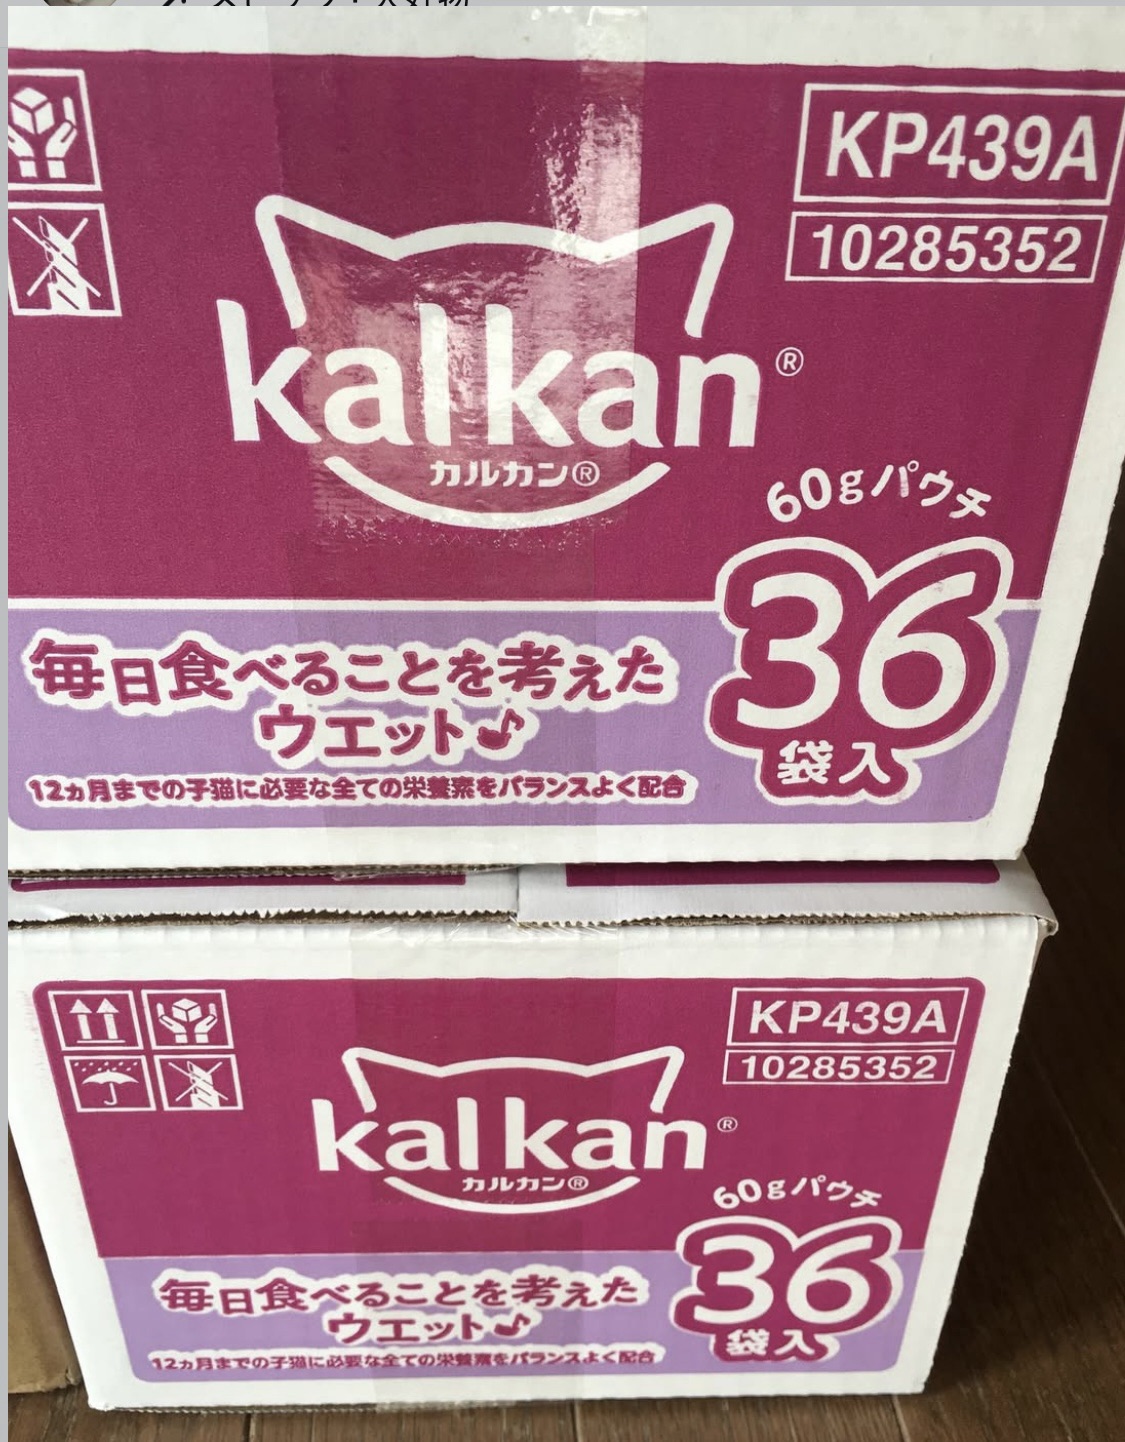 KP439A
10285352
kalkan®
カルカン®
60gパウチ
36
袋入
毎日食べることを考えた
ウエット♪
12ヵ月までの子猫に必要な全ての栄養素をバランスよく配合
KP439A
10285352
kalkan®
カルカン®
60gパウチ
36
袋入
毎日食べることを考えた
ウエット♪
12ヵ月までの子猫に必要な全ての栄養素をバランスよく配合